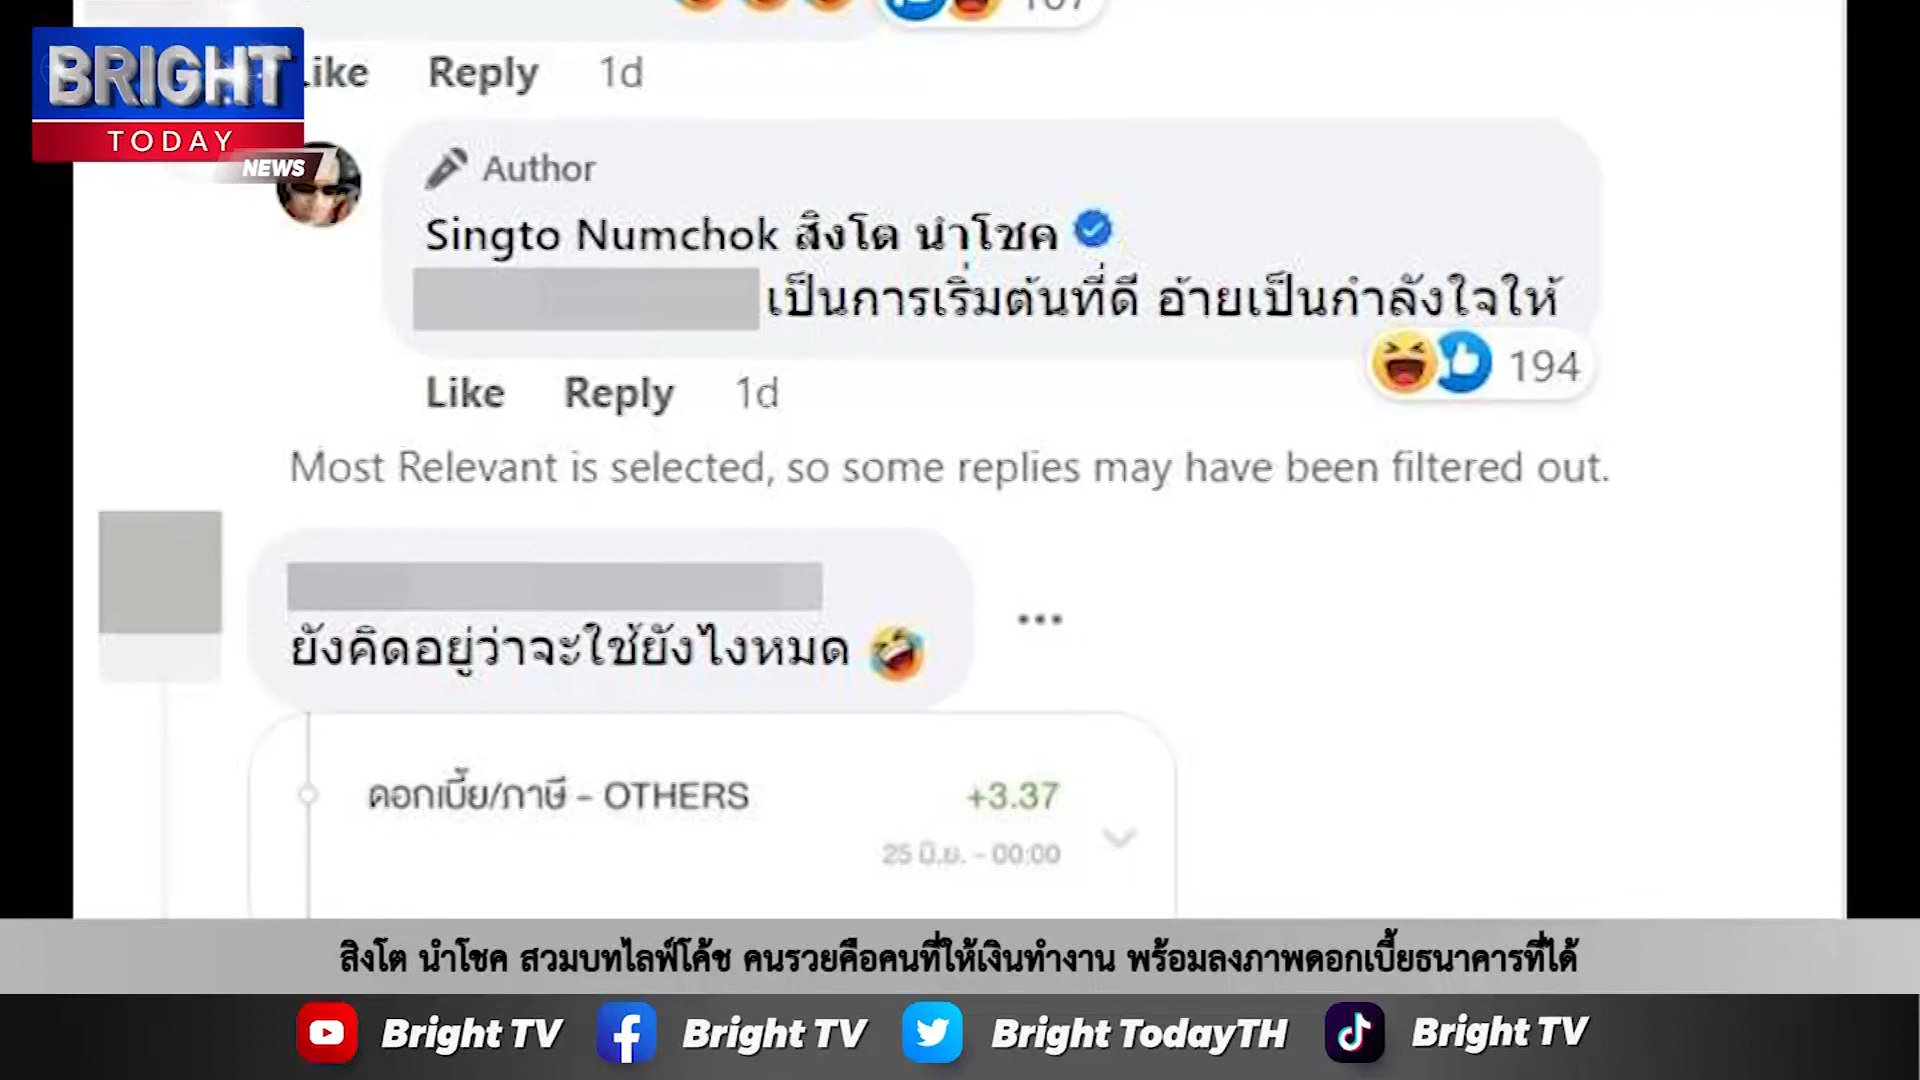 BRIGHT
TODAY
NEWS
Like Reply 1d
Author
Singto Numchok สิงโต นำโชค
เป็นการเริ่มต้นที่ดี อ้ายเป็นกำลังใจให้
194
Like Reply 1d
Most Relevant is selected, so some replies may have been filtered out.
ยังคิดอยู่ว่าจะใช้ยังไงหมด
ดอกเบี้ย/ภาษี - OTHERS +3.37
25 มิ.ย. - 00:00
สิงโต นำโชค สวมบทไลฟ์โค้ช คนรวยคือคนที่ให้เงินทำงาน พร้อมลงภาพดอกเบี้ยธนาคารที่ได้
Bright TV Bright TV Bright TodayTH Bright TV